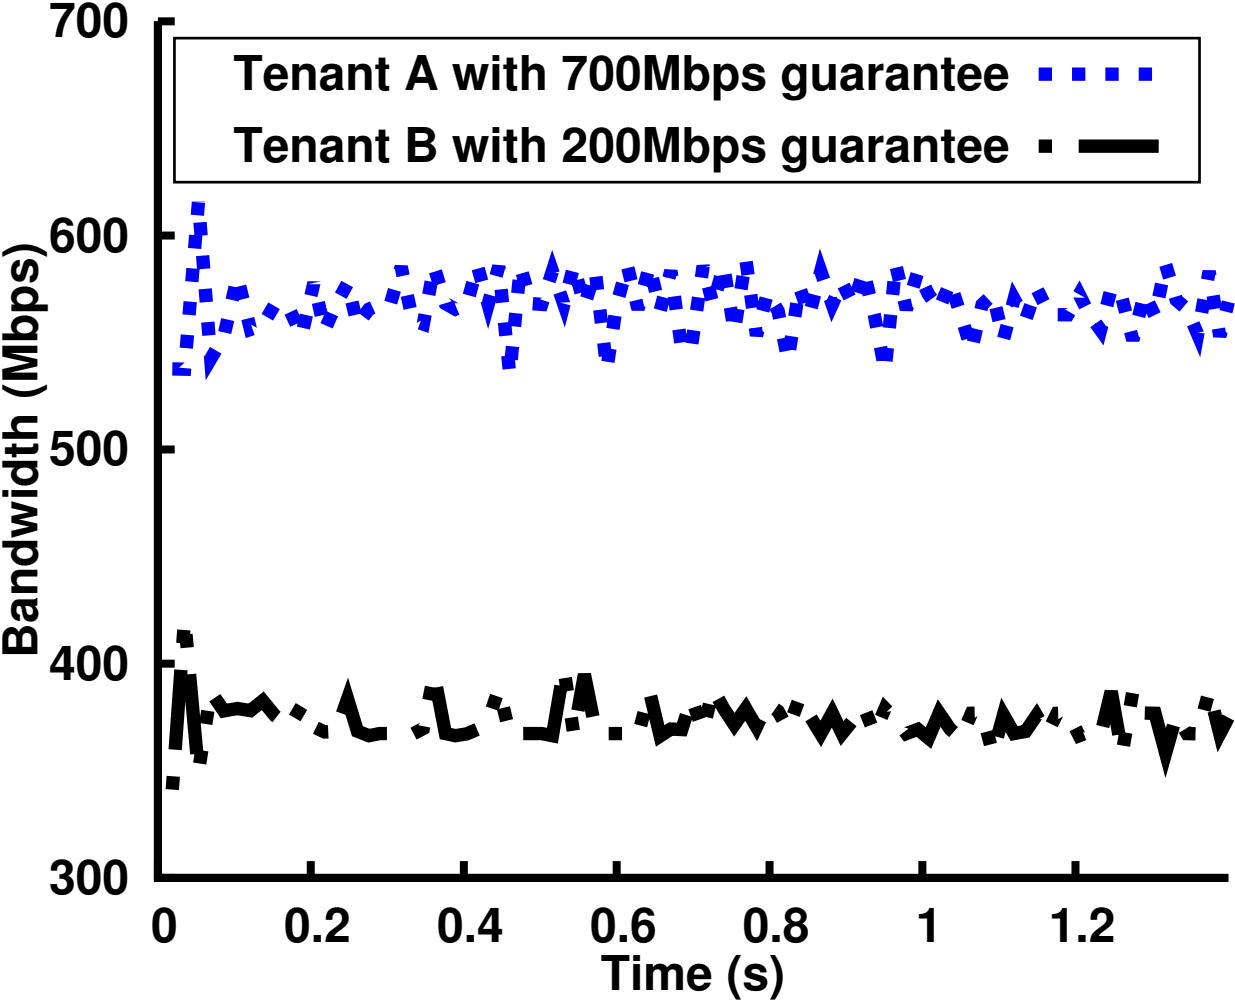 700
Tenant A with 700Mbps guarantee
Tenant B with 200Mbps guarantee
600
500
400
300
Bandwidth (Mbps)
0 0.2 0.4 0.6 0.8 1 1.2
Time (s)